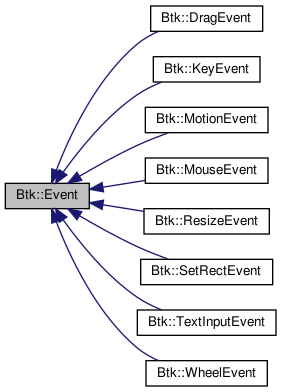 Btk::DragEvent
Btk::KeyEvent
Btk::MotionEvent
Btk::MouseEvent
Btk::Event
Btk::ResizeEvent
Btk::SetRectEvent
Btk::TextInputEvent
Btk::WheelEvent